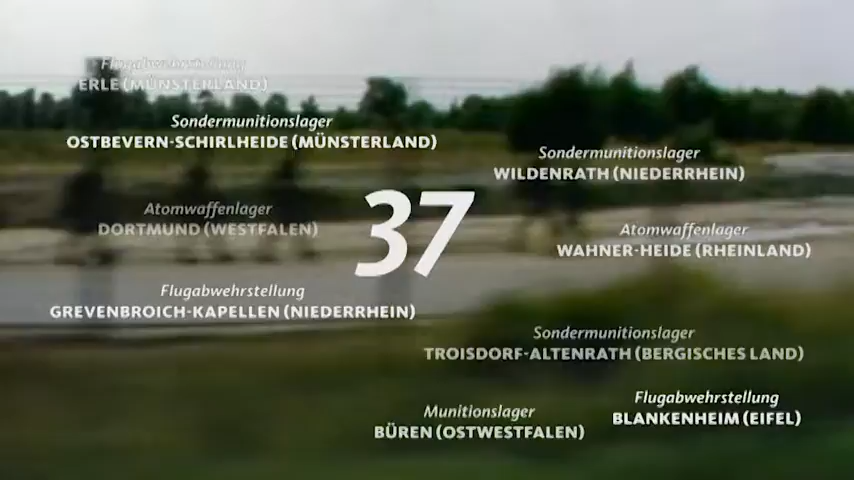 Flugabwehrstellung
ERLE (MÜNSTERLAND)
Sondermunitionslager
OSTBEVERN-SCHIRLHEIDE (MÜNSTERLAND)
Sondermunitionslager
WILDENRATH (NIEDERRHEIN)
Atomwaffenlager
DORTMUND (WESTFALEN)
37
Atomwaffenlager
WAHNER-HEIDE (RHEINLAND)
Flugabwehrstellung
GREVENBROICH-KAPELLEN (NIEDERRHEIN)
Sondermunitionslager
TROISDORF-ALTENRATH (BERGISCHES LAND)
Flugabwehrstellung
BLANKENHEIM (EIFEL)
Munitionslager
BÜREN (OSTWESTFALEN)